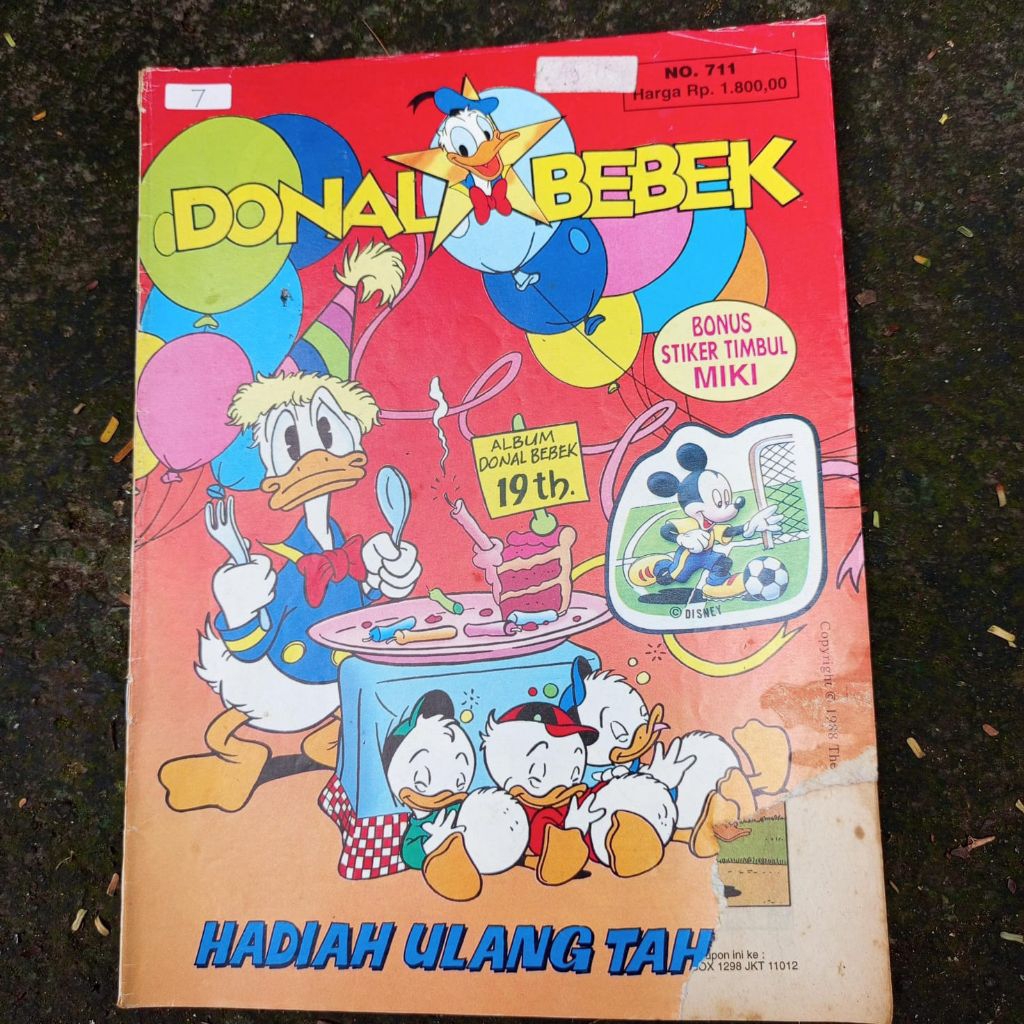 7
NO. 711
Harga Rp. 1.800,00
DONAL BEBEK
BONUS
STIKER TIMBUL
MIKI
ALBUM
DONAL BEBEK
19 th.
© DISNEY
Copyright © 1988 The
HADIAH ULANG TAH
upon ini ke :
OX 1298 JKT 11012